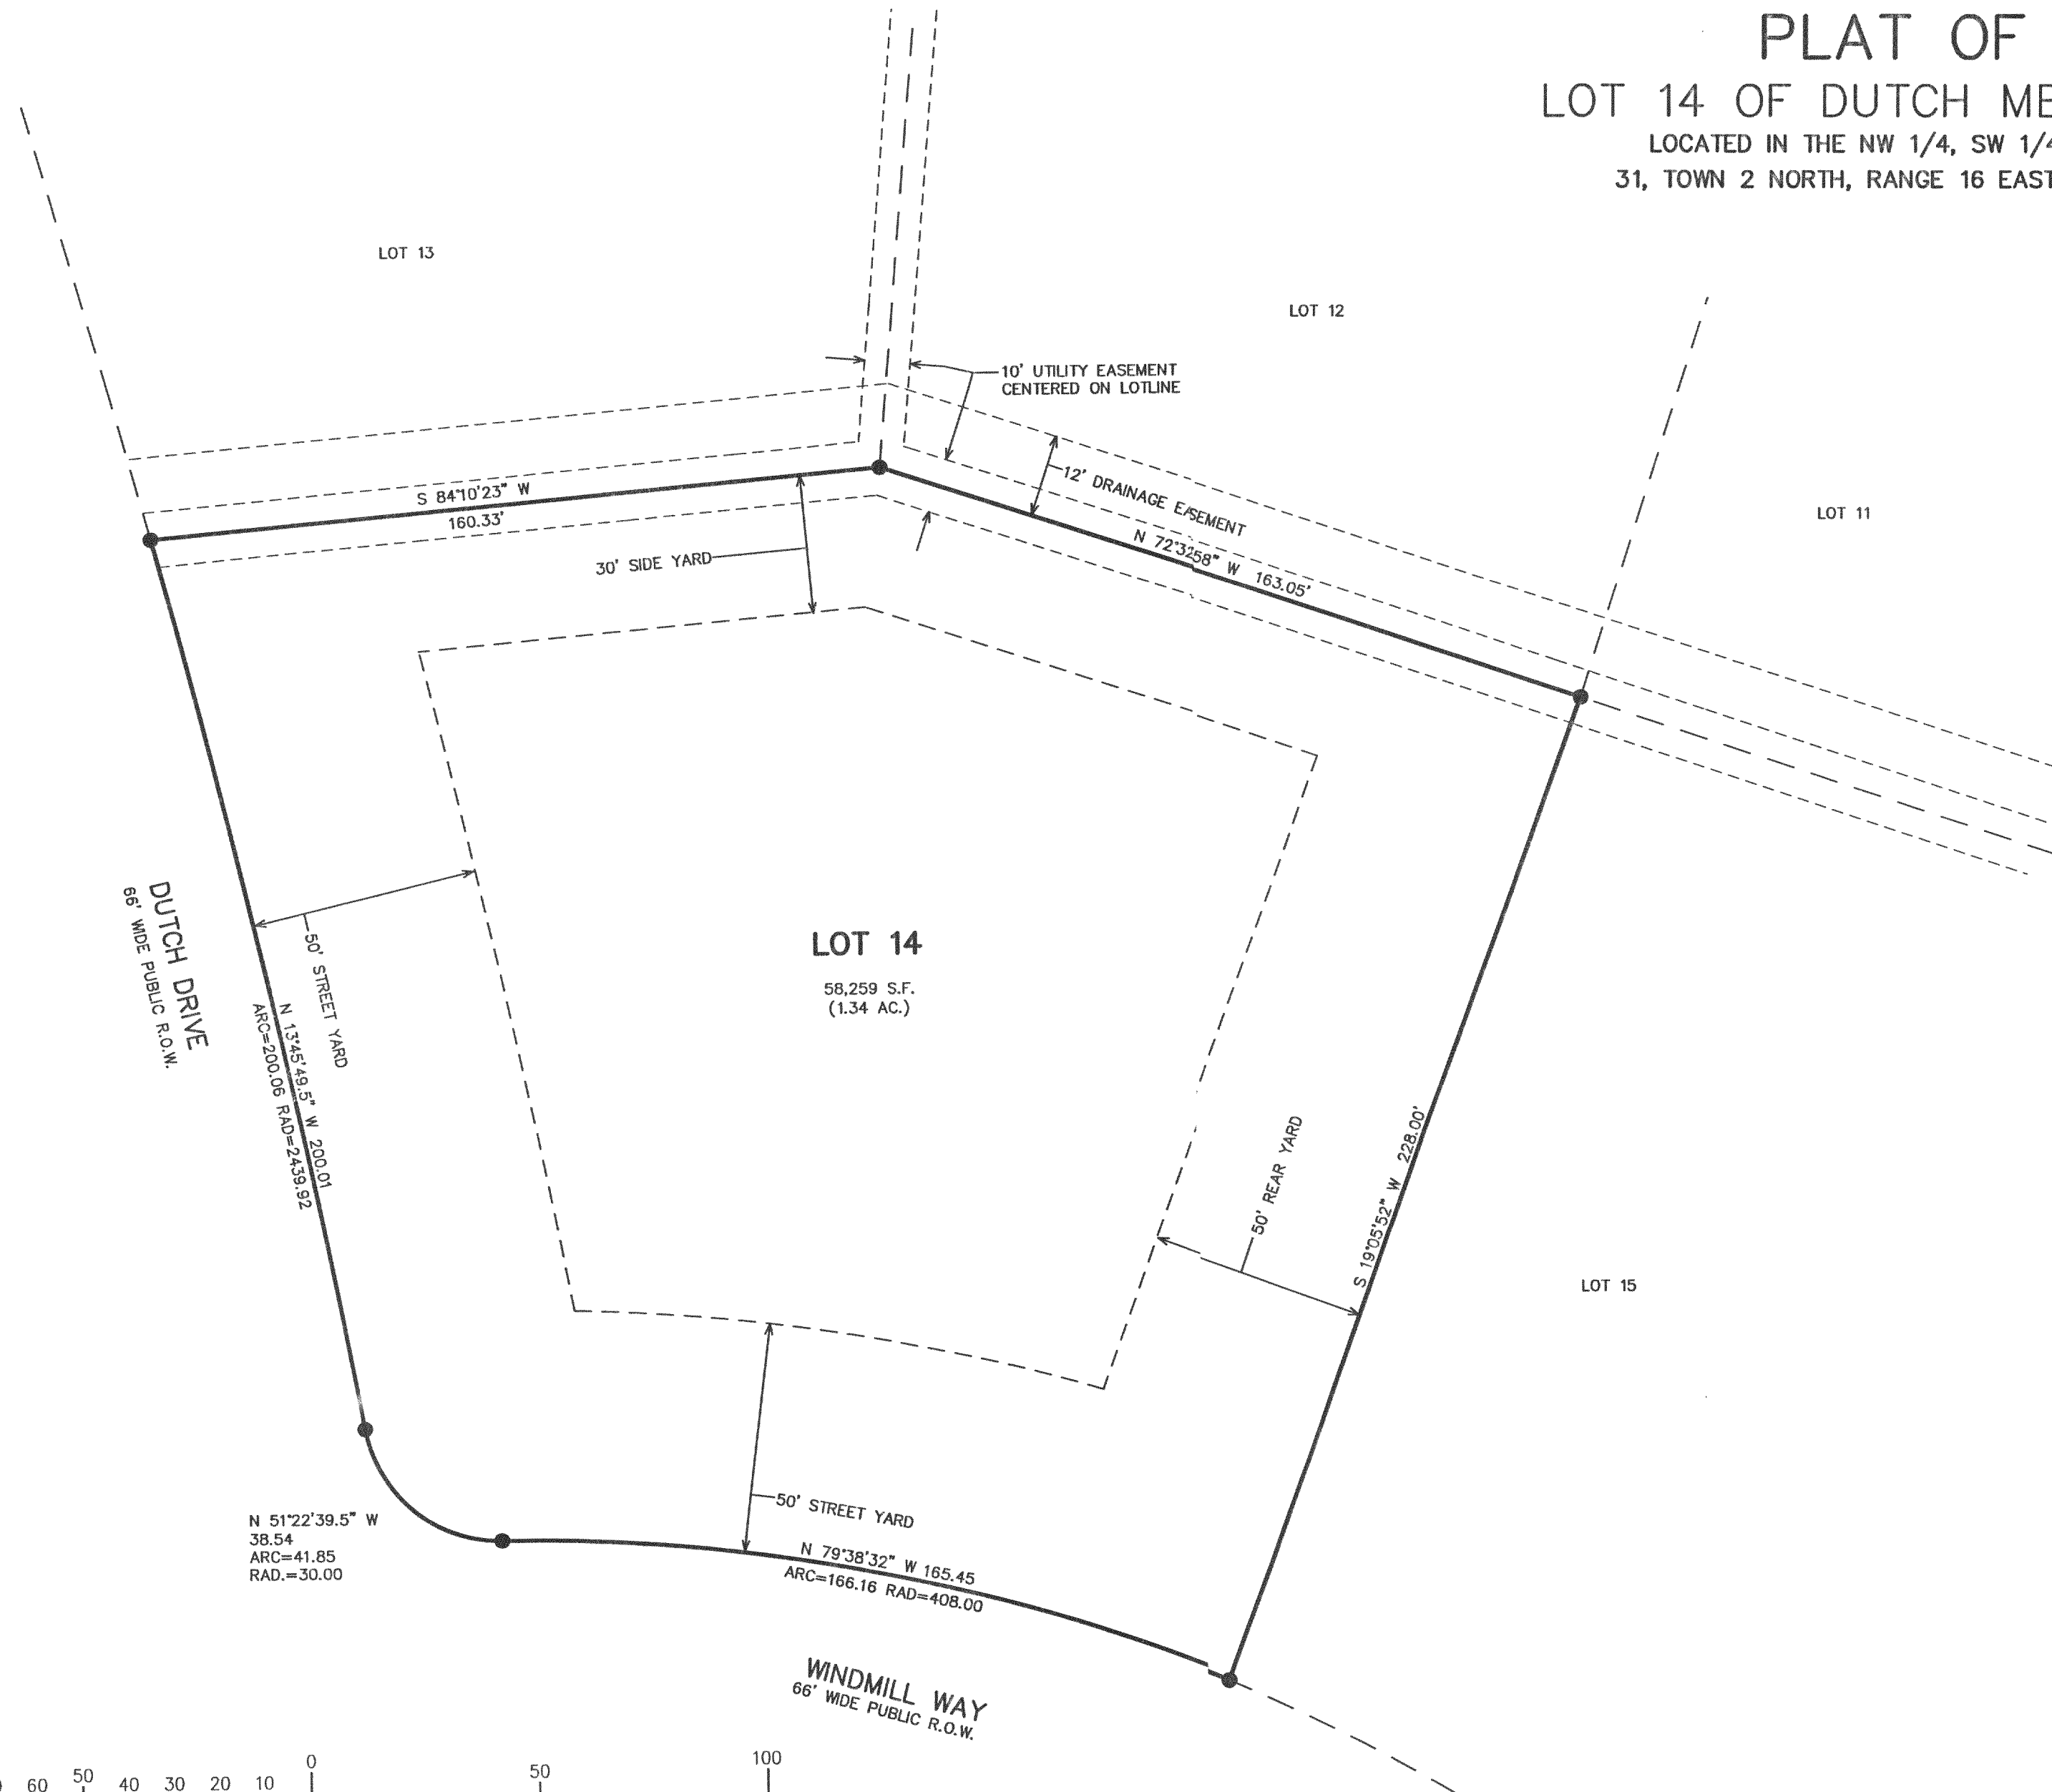 PLAT OF
LOT 14 OF DUTCH
LOCATED IN THE NW 1/4, SW 1/4
31, TOWN 2 NORTH, RANGE 16 EAST
LOT 13
LOT 12
10' UTILITY EASEMENT
CENTERED ON LOTLINE
12' DRAINAGE EASEMENT
LOT 11
S 84°10'23" W
160.33'
N 72°32'58" W 163.05'
30' SIDE YARD
DUTCH DRIVE
66' WIDE PUBLIC R.O.W.
50' STREET YARD
N 13°45'49.5" W 200.01
ARC=200.06 RAD=2439.92
LOT 14
58,259 S.F.
(1.34 AC.)
50' REAR YARD
S 19°05'52" W 228.00'
LOT 15
N 51°22'39.5" W
38.54
ARC=41.85
RAD.=30.00
50' STREET YARD
N 79°38'32" W 165.45
ARC=166.16 RAD=408.00
WINDMILL WAY
66' WIDE PUBLIC R.O.W.
60 50 40 30 20 10 0 50 100